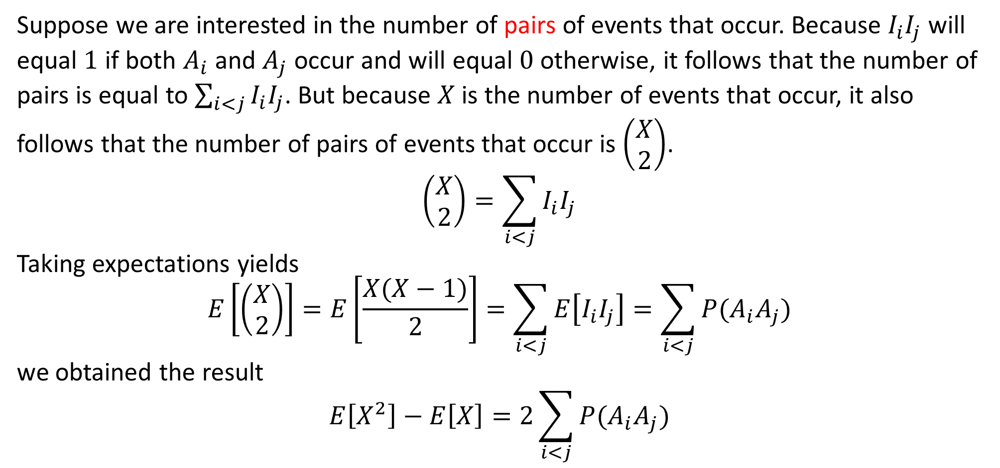 Suppose we are interested in the number of pairs of events that occur. Because $I_i I_j$ will
equal 1 if both $A_i$ and $A_j$ occur and will equal 0 otherwise, it follows that the number of
pairs is equal to $\sum_{i<j} I_i I_j$. But because $X$ is the number of events that occur, it also
follows that the number of pairs of events that occur is $\binom{X}{2}$.
$\binom{X}{2} = \sum_{i<j} I_i I_j$
Taking expectations yields
$E\left[\binom{X}{2}\right] = E\left[\frac{X(X-1)}{2}\right] = \sum_{i<j} E[I_i I_j] = \sum_{i<j} P(A_i A_j)$
we obtained the result
$E[X^2] - E[X] = 2 \sum_{i<j} P(A_i A_j)$